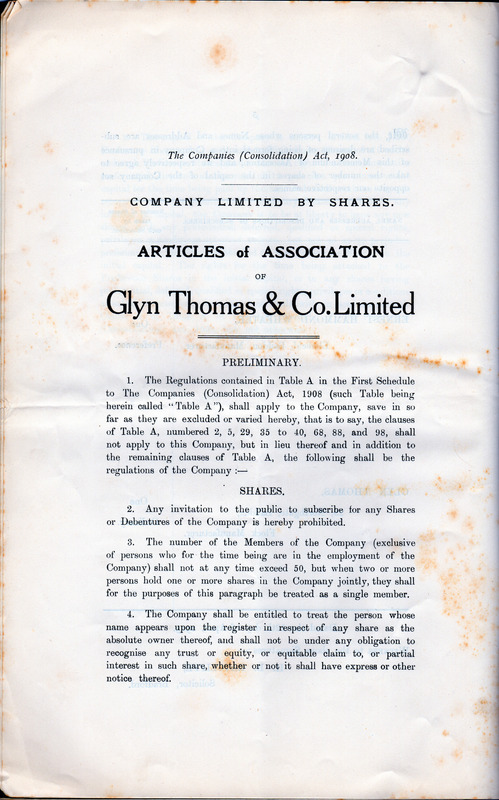 The Companies (Consolidation) Act, 1908.
COMPANY LIMITED BY SHARES.
ARTICLES of ASSOCIATION
OF
Glyn Thomas & Co. Limited
PRELIMINARY.
1. The Regulations contained in Table A in the First Schedule
to The Companies (Consolidation) Act, 1908 (such Table being
herein called "Table A"), shall apply to the Company, save in so
far as they are excluded or varied hereby, that is to say, the clauses
of Table A, numbered 2, 5, 29, 35 to 40, 68, 88, and 98, shall
not apply to this Company, but in lieu thereof and in addition to
the remaining clauses of Table A, the following shall be the
regulations of the Company :—
SHARES.
2. Any invitation to the public to subscribe for any Shares
or Debentures of the Company is hereby prohibited.
3. The number of the Members of the Company (exclusive
of persons who for the time being are in the employment of the
Company) shall not at any time exceed 50, but when two or more
persons hold one or more shares in the Company jointly, they shall
for the purposes of this paragraph be treated as a single member.
4. The Company shall be entitled to treat the person whose
name appears upon the register in respect of any share as the
absolute owner thereof, and shall not be under any obligation to
recognise any trust or equity, or equitable claim to, or partial
interest in such share, whether or not it shall have express or other
notice thereof.